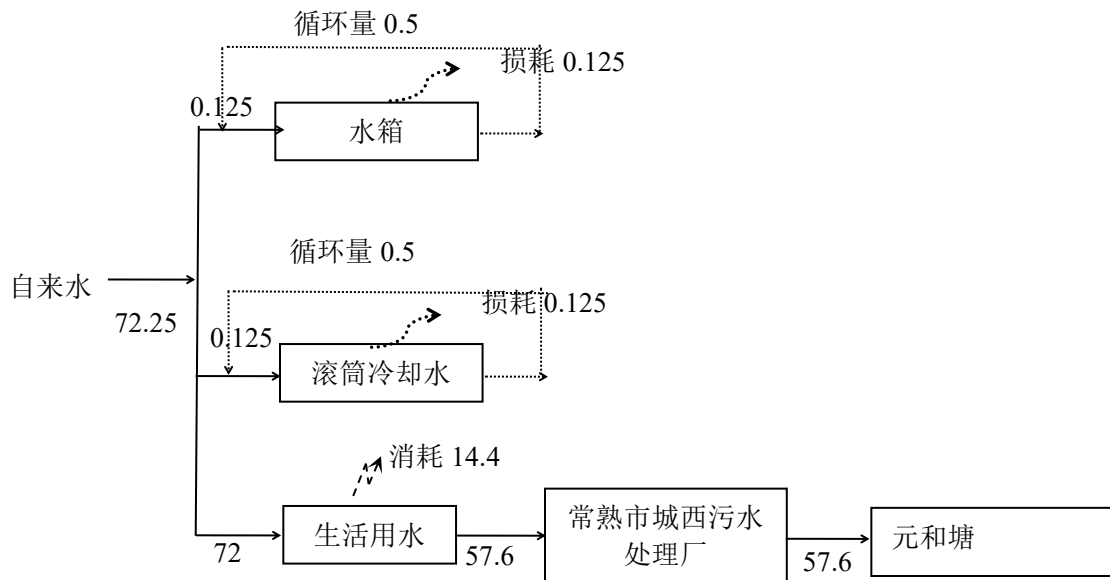 循环量 0.5
损耗 0.125
0.125
水箱
循环量 0.5
自来水
72.25
损耗 0.125
0.125
滚筒冷却水
消耗 14.4
生活用水
72
57.6
常熟市城西污水
处理厂
57.6
元和塘